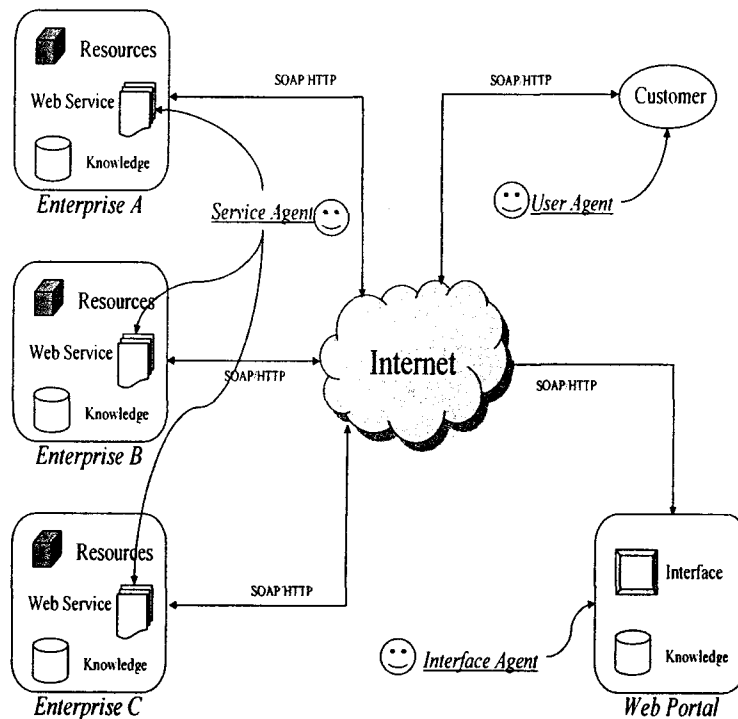 Resources
Web Service
Knowledge
Enterprise A
SOAP/HTTP
SOAP/HTTP
Customer
Service Agent
User Agent
Resources
Web Service
Knowledge
Enterprise B
SOAP/HTTP
Internet
SOAP/HTTP
Resources
Web Service
Knowledge
Enterprise C
SOAP/HTTP
Interface Agent
Interface
Knowledge
Web Portal